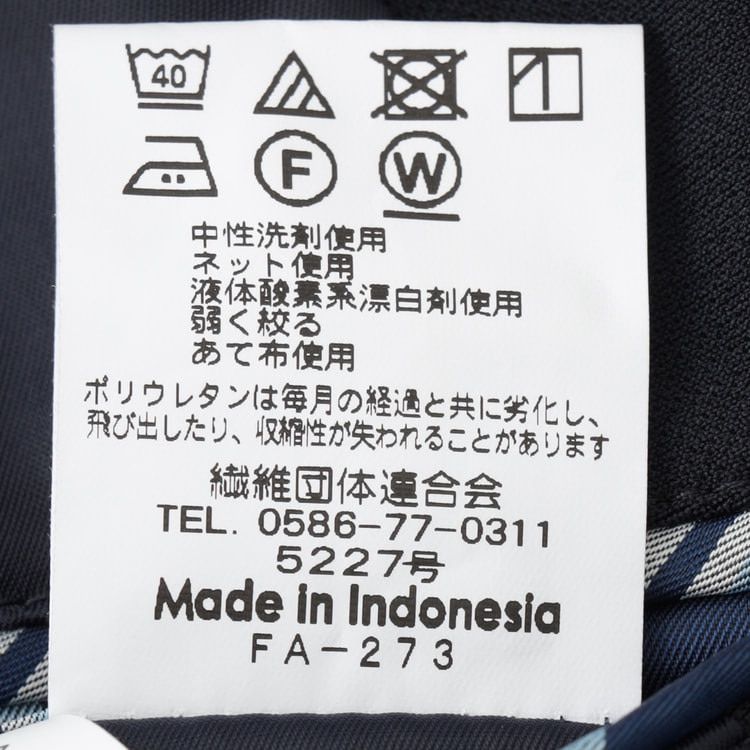 40
F W
中性洗剤使用
ネット使用
液体酸素系漂白剤使用
弱く絞る
あて布使用
ポリウレタンは毎月の経過と共に劣化し、
飛び出したり、収縮性が失われることがあります
繊維団体連合会
TEL. 0586-77-0311
5227号
Made in Indonesia
FA-273